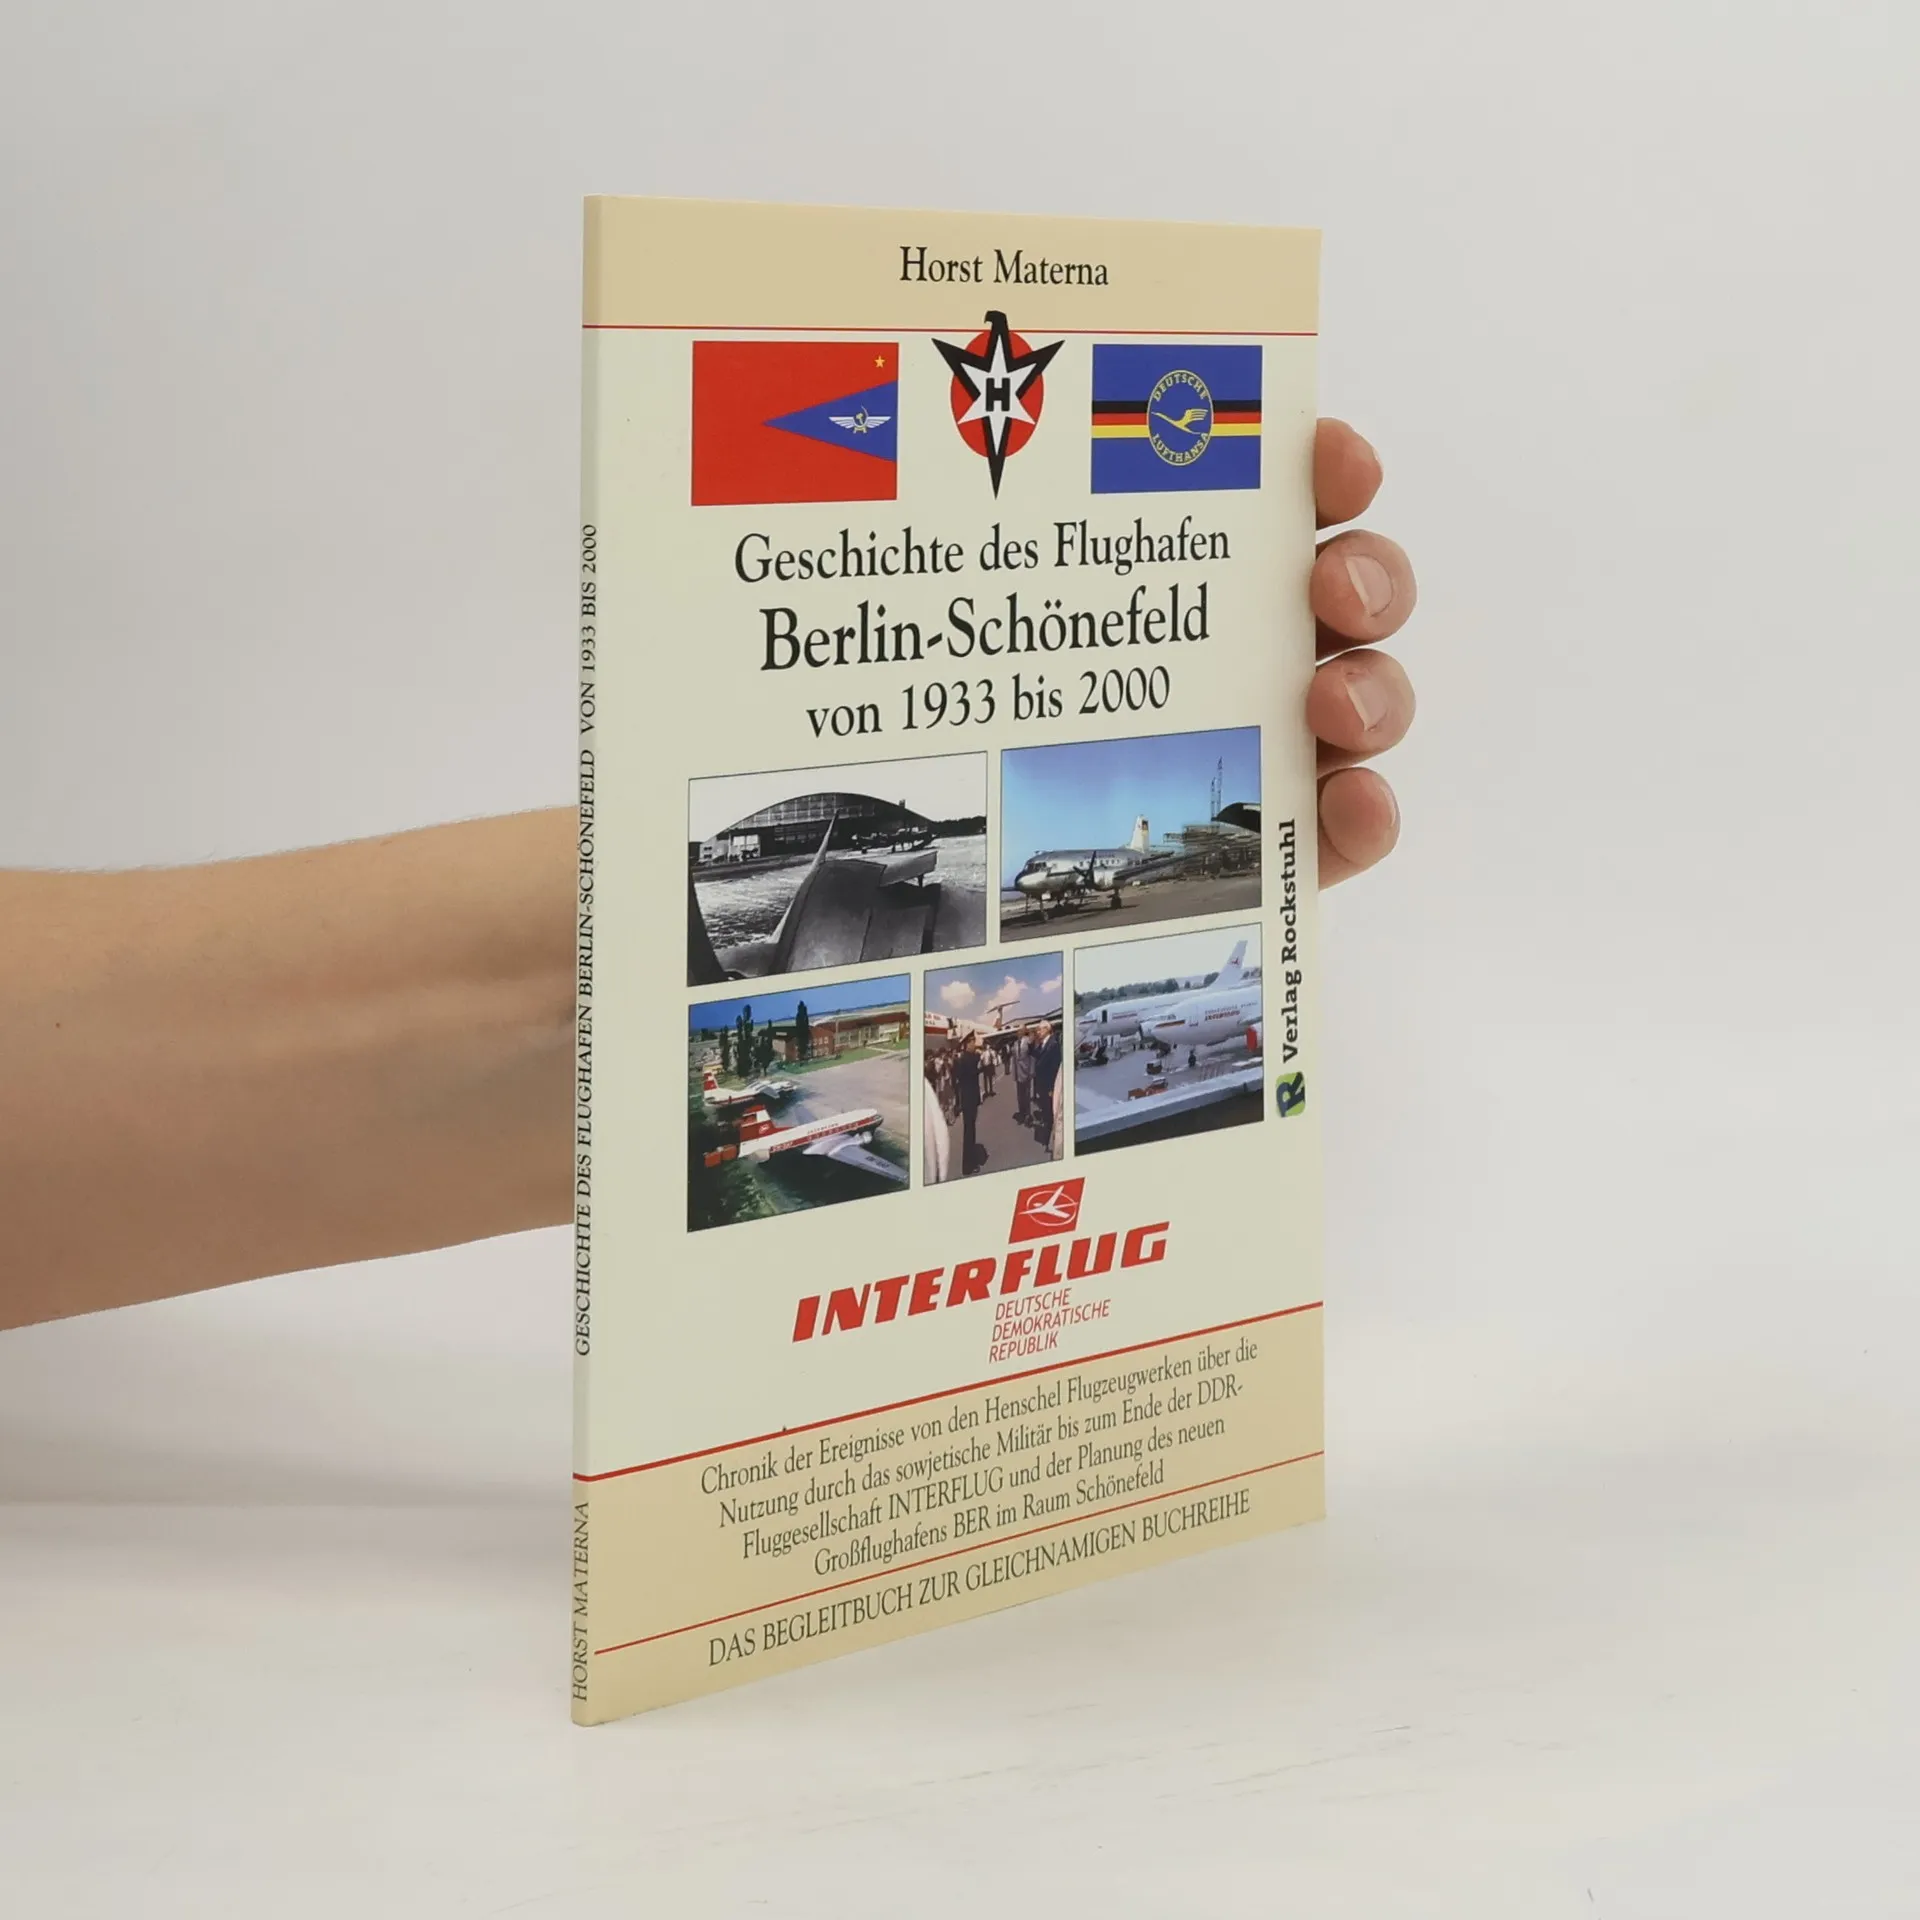 Horst Materna
H
DEUTSCHE
LUFTHANSA
Geschichte des Flughafen
Berlin-Schönefeld
von 1933 bis 2000
Verlag Rockstuhl
R
INTERFLUG
DEUTSCHE
DEMOKRATISCHE
REPUBLIK
Chronik der Ereignisse von den Henschel Flugzeugwerken über die
Nutzung durch das sowjetische Militär bis zum Ende der DDR-
Fluggesellschaft INTERFLUG und der Planung des neuen
Großflughafens BER im Raum Schönefeld
DAS BEGLEITBUCH ZUR GLEICHNAMIGEN BUCHREIHE
HORST MATERNA GESCHICHTE DES FLUGHAFEN BERLIN-SCHÖNEFELD VON 1933 BIS 2000